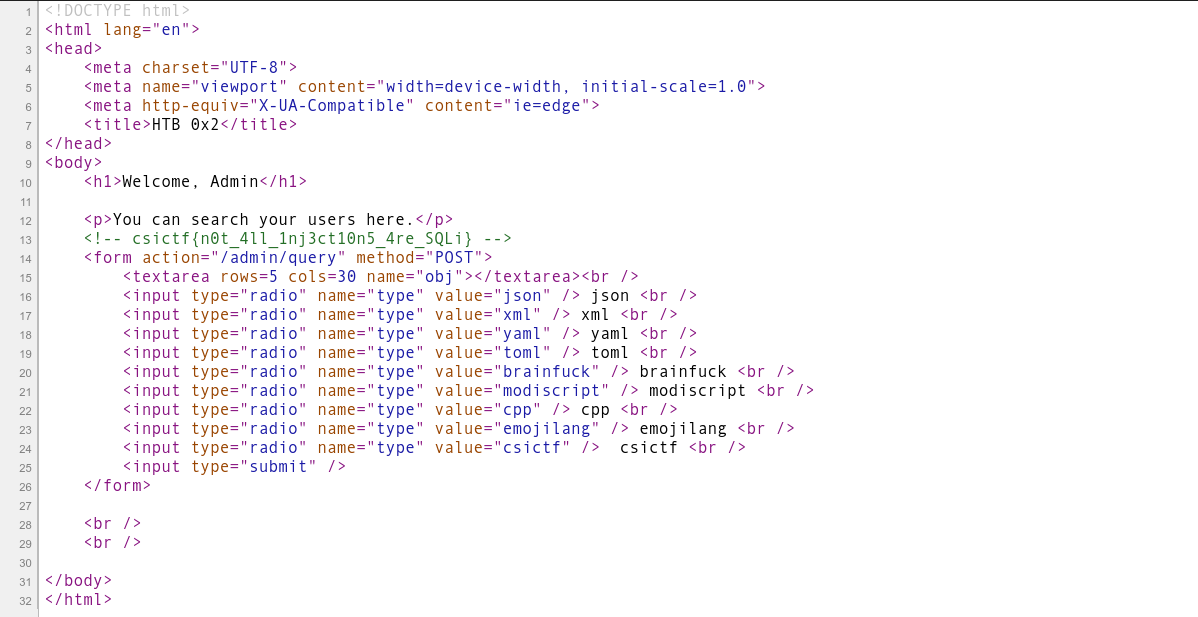 1 <!DOCTYPE html>
2 <html lang="en">
3 <head>
4     <meta charset="UTF-8">
5     <meta name="viewport" content="width=device-width, initial-scale=1.0">
6     <meta http-equiv="X-UA-Compatible" content="ie=edge">
7     <title>HTB 0x2</title>
8 </head>
9 <body>
10     <h1>Welcome, Admin</h1>
11
12     <p>You can search your users here.</p>
13     <!-- csictf{n0t_4ll_1nj3ct10n5_4re_SQLi} -->
14     <form action="/admin/query" method="POST">
15         <textarea rows=5 cols=30 name="obj"></textarea><br />
16         <input type="radio" name="type" value="json" /> json <br />
17         <input type="radio" name="type" value="xml" /> xml <br />
18         <input type="radio" name="type" value="yaml" /> yaml <br />
19         <input type="radio" name="type" value="toml" /> toml <br />
20         <input type="radio" name="type" value="brainfuck" /> brainfuck <br />
21         <input type="radio" name="type" value="modiscript" /> modiscript <br />
22         <input type="radio" name="type" value="cpp" /> cpp <br />
23         <input type="radio" name="type" value="emojilang" /> emojilang <br />
24         <input type="radio" name="type" value="csictf" />  csictf <br />
25         <input type="submit" />
26     </form>
27
28     <br />
29     <br />
30
31 </body>
32 </html>